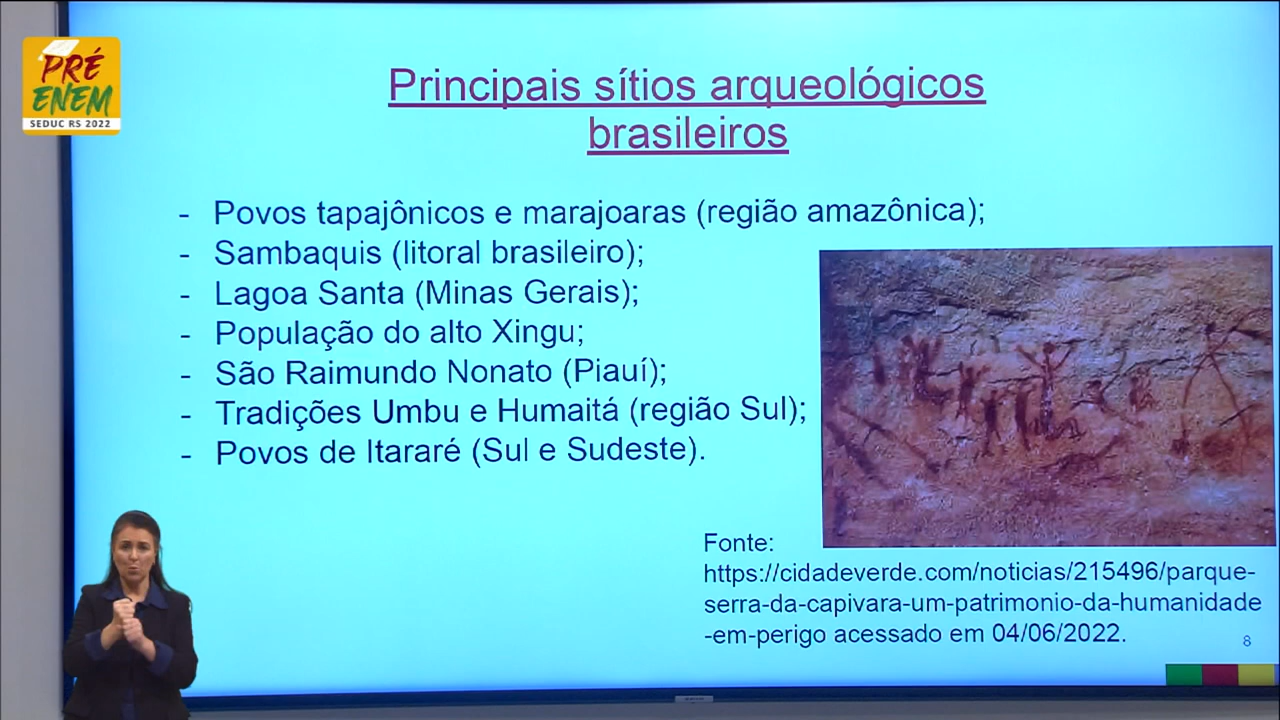 PRÉ
ENEM
SEDUC RS 2022
Principais sítios arqueológicos
brasileiros
- Povos tapajônicos e marajoaras (região amazônica);
- Sambaquis (litoral brasileiro);
- Lagoa Santa (Minas Gerais);
- População do alto Xingu;
- São Raimundo Nonato (Piauí);
- Tradições Umbu e Humaitá (região Sul);
- Povos de Itararé (Sul e Sudeste).
Fonte:
https://cidadeverde.com/noticias/215496/parque-
serra-da-capivara-um-patrimonio-da-humanidade
-em-perigo acessado em 04/06/2022.
8